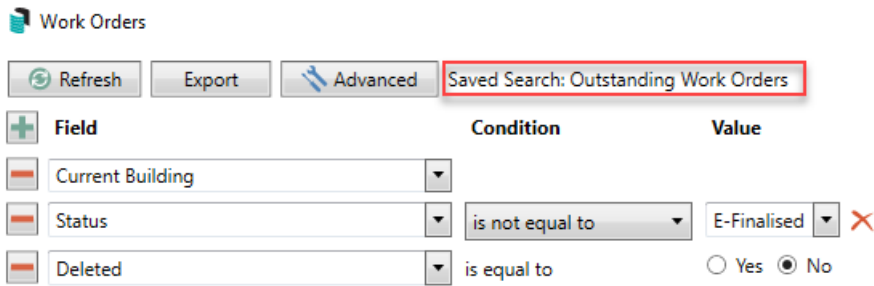 Work Orders
Refresh Export Advanced Saved Search: Outstanding Work Orders
Field Condition Value
Current Building
Status is not equal to E-Finalised
Deleted is equal to Yes No